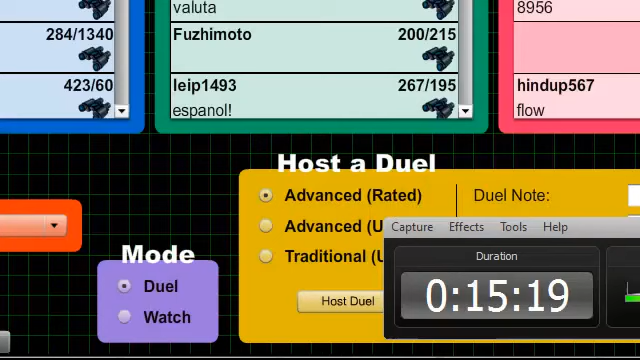 valuta
8956
284/1340
Fuzhimoto 200/215
423/60
leip1493 267/195
hindup567
espanol!
flow
Host a Duel
Advanced (Rated)
Duel Note:
Advanced (U
Traditional (U
Host Duel
Mode
Duel
Watch
Capture Effects Tools Help
Duration
0:15:19